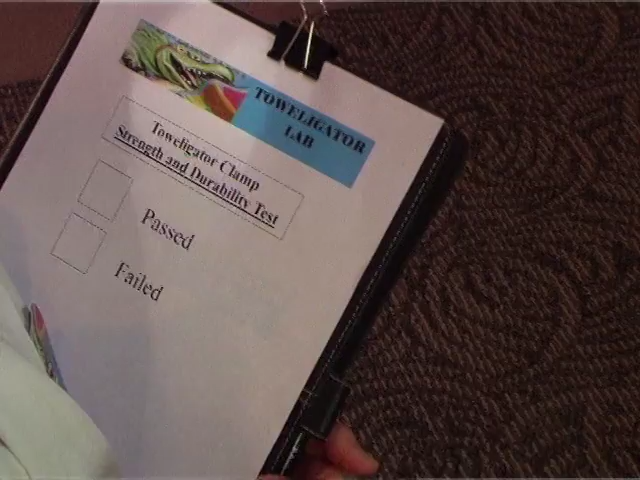 TOWELIGATOR
LAB
Toweligator Clamp
Strength and Durability Test
Passed
Failed